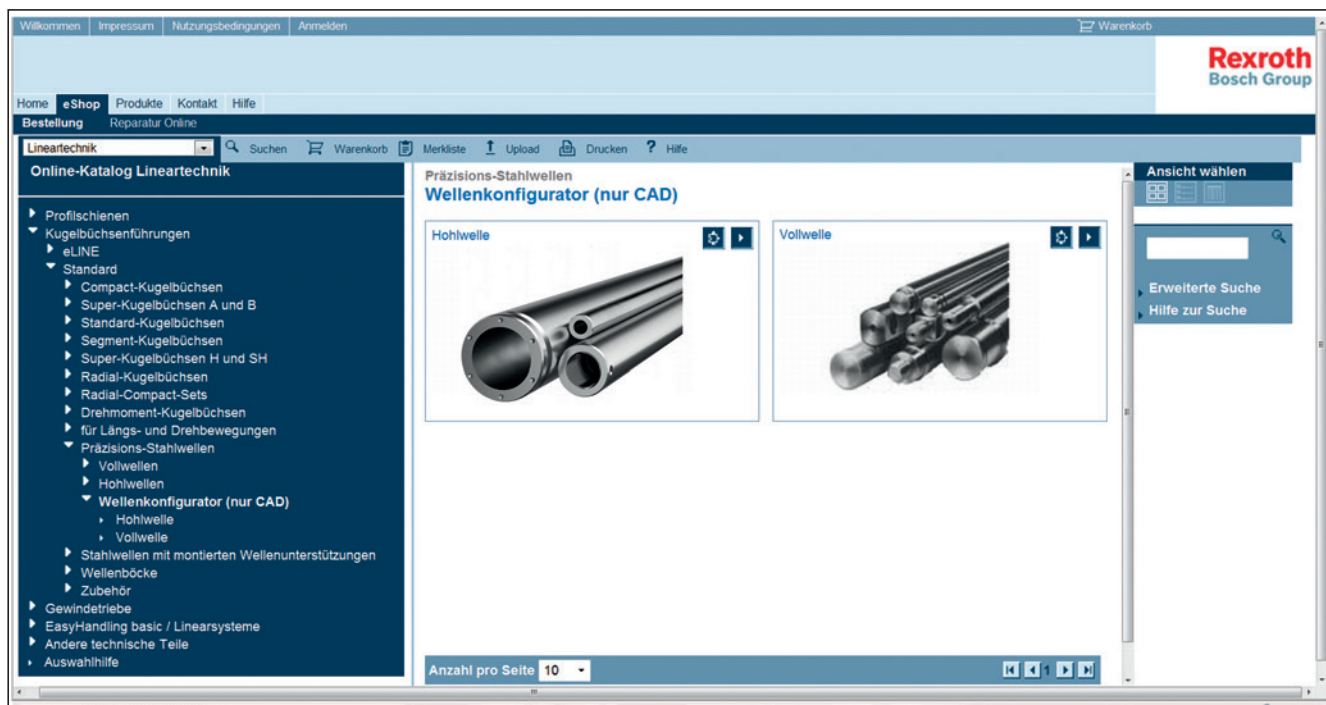 Willkommen Impressum Nutzungsbedingungen Anmelden Warenkorb
Rexroth
Bosch Group
Home eShop Produkte Kontakt Hilfe
Bestellung Reparatur Online
Lineartechnik Suchen Warenkorb Merkliste Upload Drucken ? Hilfe
Online-Katalog Lineartechnik
Profilschienen
Kugelbüchsenführungen
eLINE
Standard
Compact-Kugelbüchsen
Super-Kugelbüchsen A und B
Standard-Kugelbüchsen
Segment-Kugelbüchsen
Super-Kugelbüchsen H und SH
Radial-Kugelbüchsen
Radial-Compact-Sets
Drehmoment-Kugelbüchsen
für Längs- und Drehbewegungen
Präzisions-Stahlwellen
Vollwellen
Hohlwellen
Wellenkonfigurator (nur CAD)
Hohlwelle
Vollwelle
Stahlwellen mit montierten Wellenunterstützungen
Wellenböcke
Zubehör
Gewindetriebe
EasyHandling basic / Linearsysteme
Andere technische Teile
Auswahlhilfe
Präzisions-Stahlwellen
Wellenkonfigurator (nur CAD)
Hohlwelle
Vollwelle
Anzahl pro Seite 10
1
Ansicht wählen
Erweiterte Suche
Hilfe zur Suche